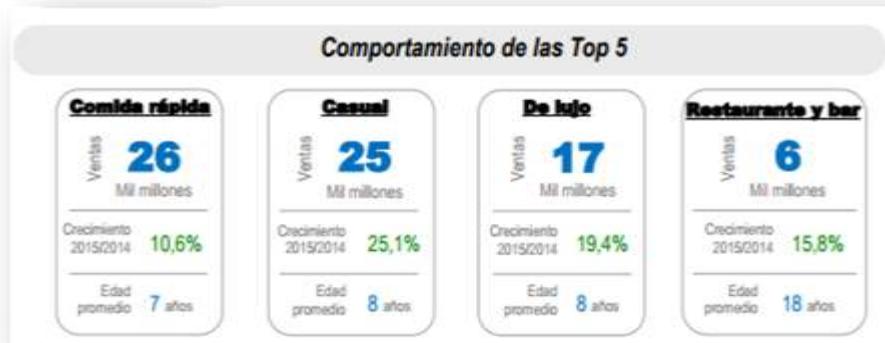 Comportamiento de las Top 5
Comida rápida
Ventas
26
Mil millones
Crecimiento
2015/2014
10,6%
Edad
promedio
7 años
Casual
Ventas
25
Mil millones
Crecimiento
2015/2014
25,1%
Edad
promedio
8 años
De lujo
Ventas
17
Mil millones
Crecimiento
2015/2014
19,4%
Edad
promedio
8 años
Restaurante y bar
Ventas
6
Mil millones
Crecimiento
2015/2014
15,8%
Edad
promedio
18 años